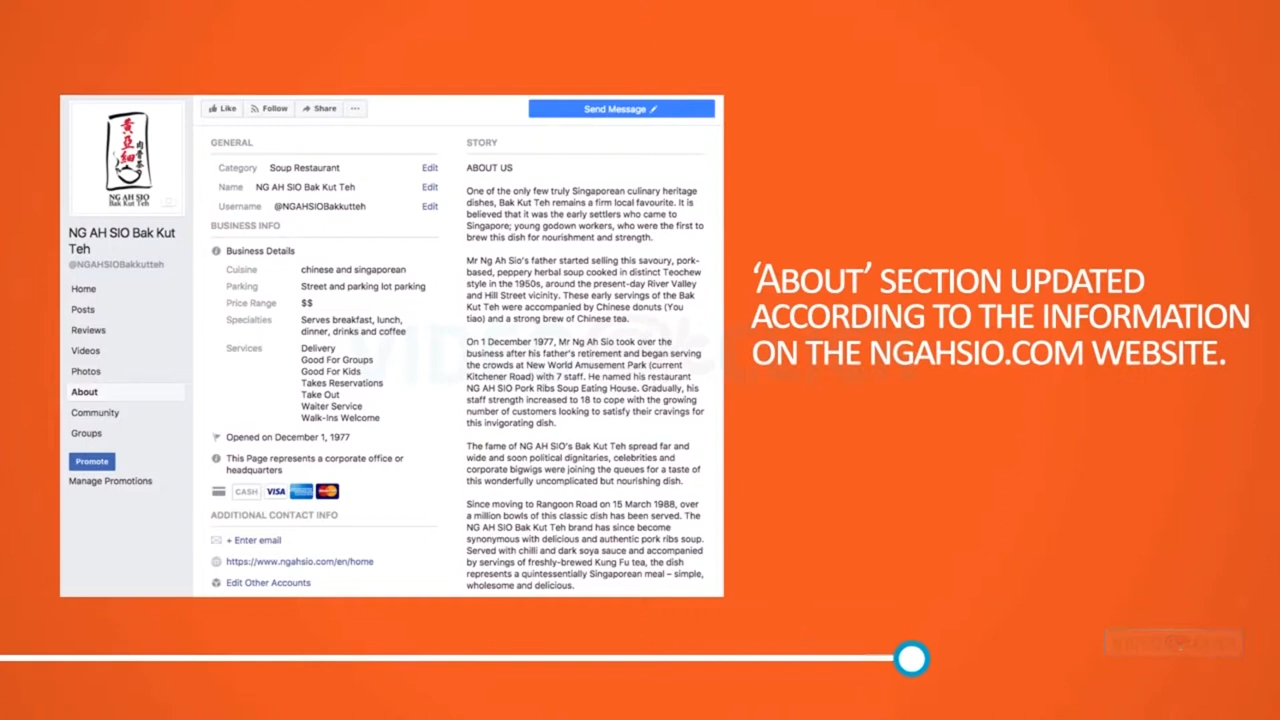 黃亞細
肉骨茶
NG AH SIO
Bak Kut Teh
NG AH SIO Bak Kut
Teh
@NGAHSIOBakkutteh
Home
Posts
Reviews
Videos
Photos
About
Community
Groups
Promote
Manage Promotions
Like Follow Share ...
Send Message
GENERAL
Category Soup Restaurant Edit
Name NG AH SIO Bak Kut Teh Edit
Username @NGAHSIOBakkutteh Edit
BUSINESS INFO
Business Details
Cuisine chinese and singaporean
Parking Street and parking lot parking
Price Range $$
Specialties Serves breakfast, lunch,
dinner, drinks and coffee
Services Delivery
Good For Groups
Good For Kids
Takes Reservations
Take Out
Waiter Service
Walk-Ins Welcome
Opened on December 1, 1977
This Page represents a corporate office or
headquarters
CASH VISA
ADDITIONAL CONTACT INFO
+ Enter email
https://www.ngahsio.com/en/home
Edit Other Accounts
STORY
ABOUT US
One of the only few truly Singaporean culinary heritage
dishes, Bak Kut Teh remains a firm local favourite. It is
believed that it was the early settlers who came to
Singapore; young godown workers, who were the first to
brew this dish for nourishment and strength.
Mr Ng Ah Sio's father started selling this savoury, pork-
based, peppery herbal soup cooked in distinct Teochew
style in the 1950s, around the present-day River Valley
and Hill Street vicinity. These early servings of the Bak
Kut Teh were accompanied by Chinese donuts (You
tiao) and a strong brew of Chinese tea.
On 1 December 1977, Mr Ng Ah Sio took over the
business after his father's retirement and began serving
the crowds at New World Amusement Park (current
Kitchener Road) with 7 staff. He named his restaurant
NG AH SIO Pork Ribs Soup Eating House. Gradually, his
staff strength increased to 18 to cope with the growing
number of customers looking to satisfy their cravings for
this invigorating dish.
The fame of NG AH SIO's Bak Kut Teh spread far and
wide and soon political dignitaries, celebrities and
corporate bigwigs were joining the queues for a taste of
this wonderfully uncomplicated but nourishing dish.
Since moving to Rangoon Road on 15 March 1988, over
a million bowls of this classic dish has been served. The
NG AH SIO Bak Kut Teh brand has since become
synonymous with delicious and authentic pork ribs soup.
Served with chilli and dark soya sauce and accompanied
by servings of freshly-brewed Kung Fu tea, the dish
represents a quintessentially Singaporean meal – simple,
wholesome and delicious.
‘ABOUT’ SECTION UPDATED
ACCORDING TO THE INFORMATION
ON THE NGAHSIO.COM WEBSITE.